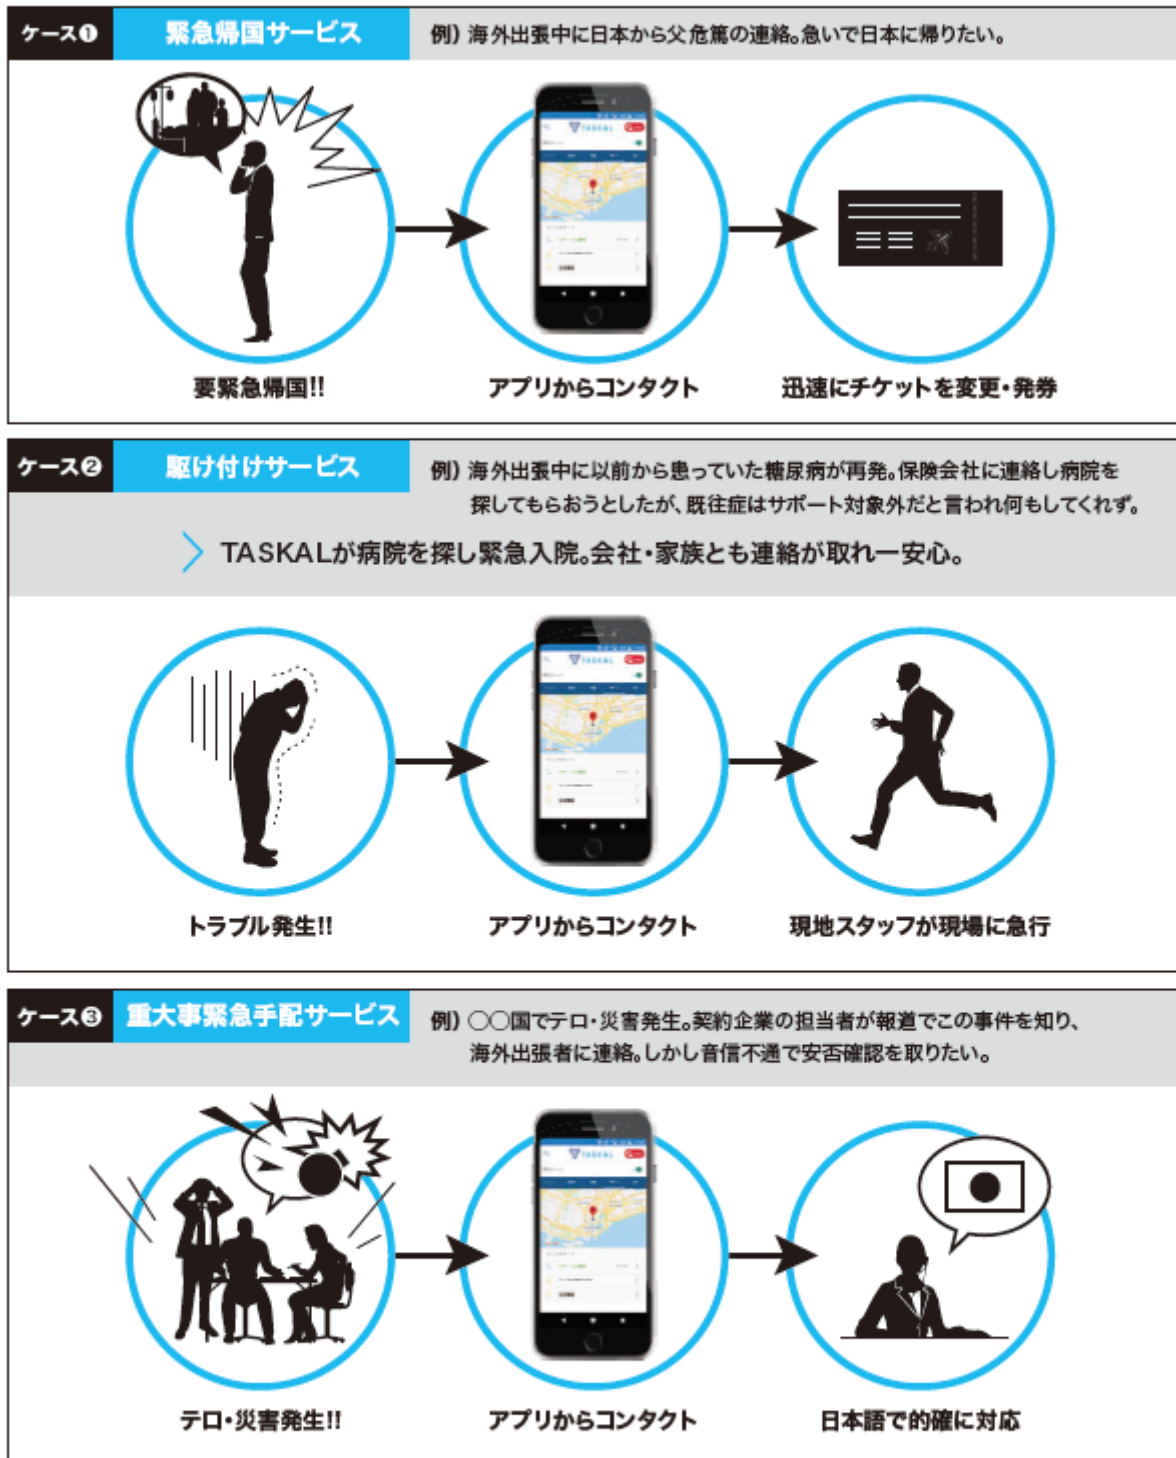 ケース❶
緊急帰国サービス
例) 海外出張中に日本から父危篤の連絡。急いで日本に帰りたい。
TASKAL
要緊急帰国!!
アプリからコンタクト
迅速にチケットを変更・発券
ケース❷
駆け付けサービス
例) 海外出張中に以前から患っていた糖尿病が再発。保険会社に連絡し病院を
探してもらおうとしたが、既往症はサポート対象外だと言われ何もしてくれず。
TASKALが病院を探し緊急入院。会社・家族とも連絡が取れ一安心。
TASKAL
トラブル発生!!
アプリからコンタクト
現地スタッフが現場に急行
ケース❸
重大事緊急手配サービス
例) 〇〇国でテロ・災害発生。契約企業の担当者が報道でこの事件を知り、
海外出張者に連絡。しかし音信不通で安否確認を取りたい。
TASKAL
テロ・災害発生!!
アプリからコンタクト
日本語で的確に対応